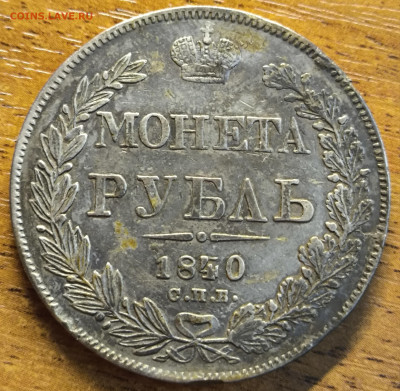 COINS.LAVE.RU
МОНЕТА
РУБЛЬ
1840
С.П.Б.